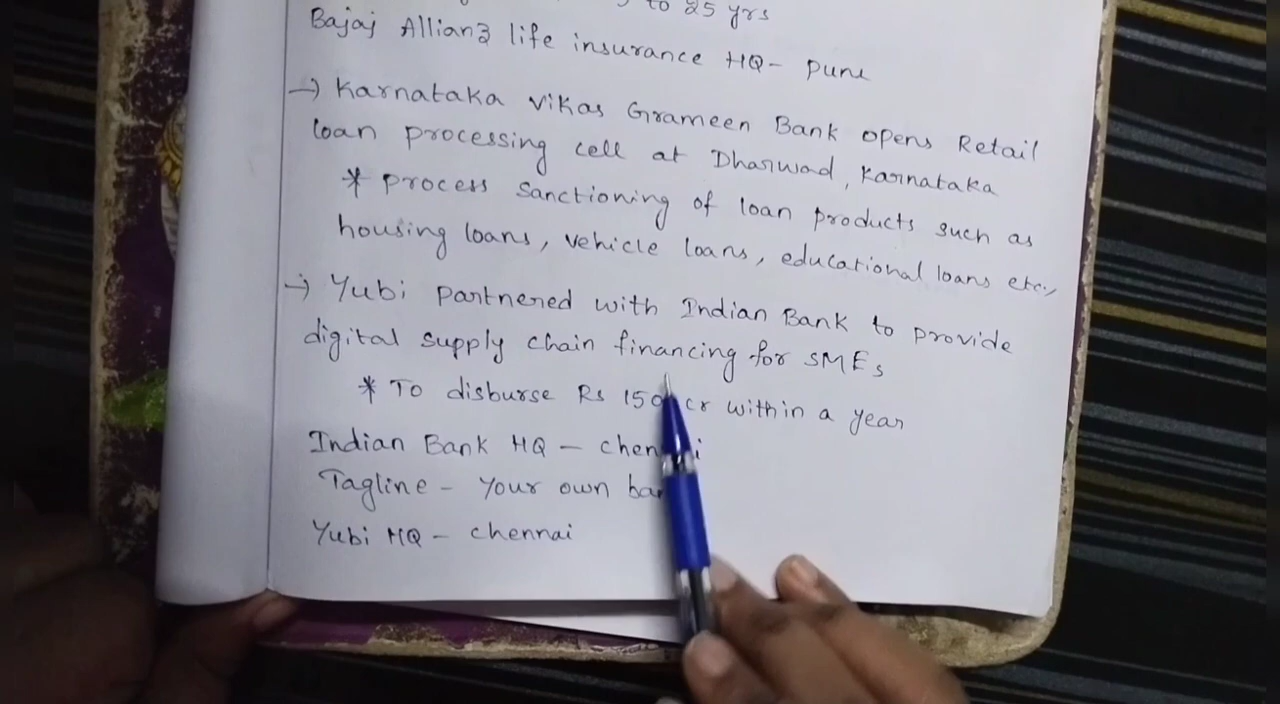 to 25 yrs
Bajaj Allianz life insurance HQ- Pune
→ Karnataka Vikas Grameen Bank opens Retail
loan processing cell at Dharwad, Karnataka
* Process Sanctioning of loan products such as
housing loans, vehicle loans, educational loans etc.,
→ Yubi partnered with Indian Bank to provide
digital supply chain financing for SMEs
* To disburse Rs 150 cr within a year
Indian Bank HQ - Chennai
Tagline - Your own bank
Yubi HQ - Chennai